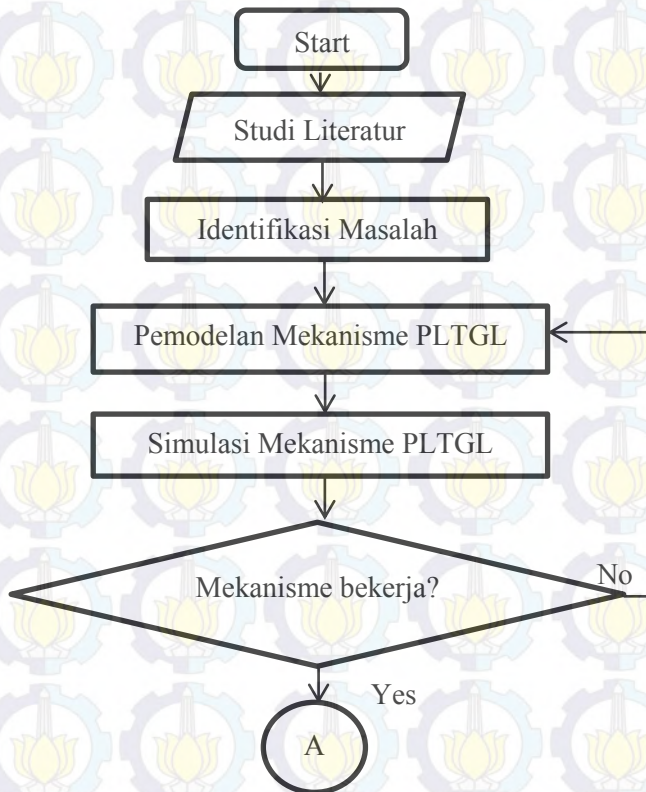 Start
Studi Literatur
Identifikasi Masalah
Pemodelan Mekanisme PLTGL
Simulasi Mekanisme PLTGL
Mekanisme bekerja?
No
Yes
A